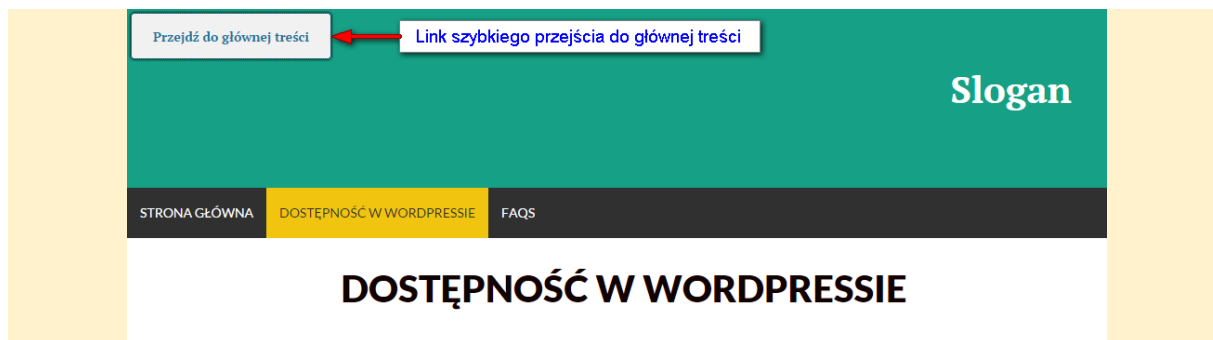 Przejdź do głównej treści
Link szybkiego przejścia do głównej treści
Slogan
STRONA GŁÓWNA
DOSTĘPNOŚĆ W WORDPRESSIE
FAQS
DOSTĘPNOŚĆ W WORDPRESSIE